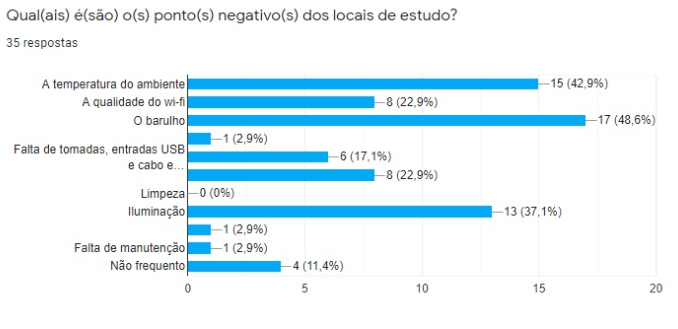 Qual(ais) é(são) o(s) ponto(s) negativo(s) dos locais de estudo?
35 respostas
A temperatura do ambiente 15 (42,9%)
A qualidade do wi-fi 8 (22,9%)
O barulho 17 (48,6%)
1 (2,9%)
Falta de tomadas, entradas USB
e cabo e… 6 (17,1%)
8 (22,9%)
Limpeza 0 (0%)
Iluminação 13 (37,1%)
1 (2,9%)
Falta de manutenção 1 (2,9%)
Não frequento 4 (11,4%)
0 5 10 15 20